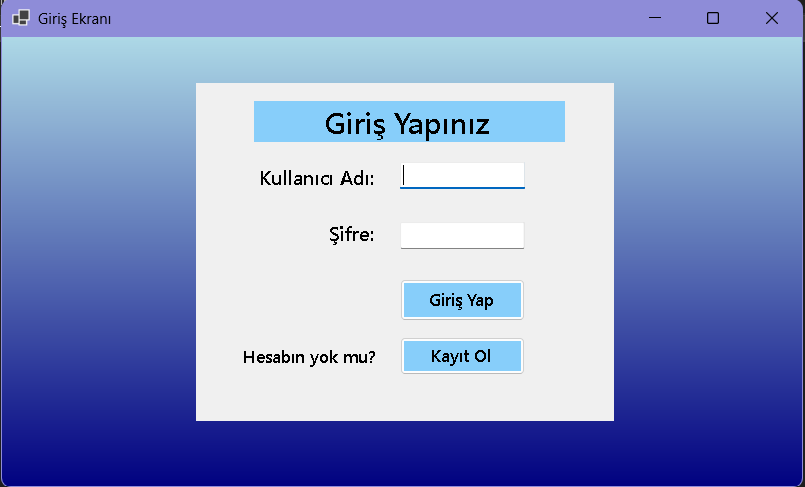 Giriş Ekranı
Giriş Yapınız
Kullanıcı Adı:
Şifre:
Giriş Yap
Hesabın yok mu? Kayıt Ol